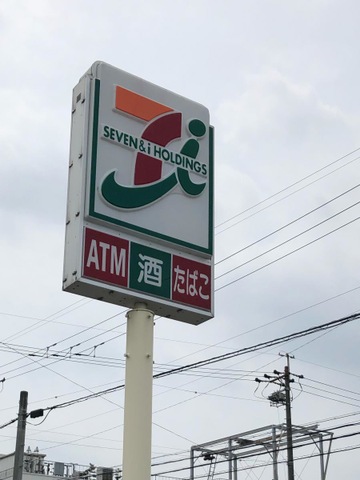 SEVEN & i HOLDINGS
ATM 酒 たばこ